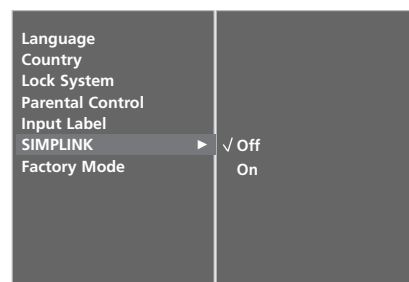 Language
Country
Lock System
Parental Control
Input Label
SIMPLINK ► √ Off
Factory Mode On